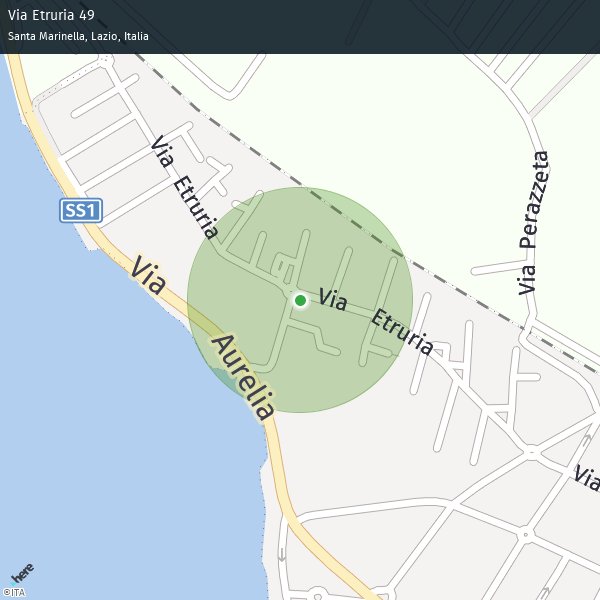 Via Etruria 49
Santa Marinella, Lazio, Italia
Via Etruria
Via Perazzeta
SS1
Via Aurelia
Via Etruria
Via
here
©ITA